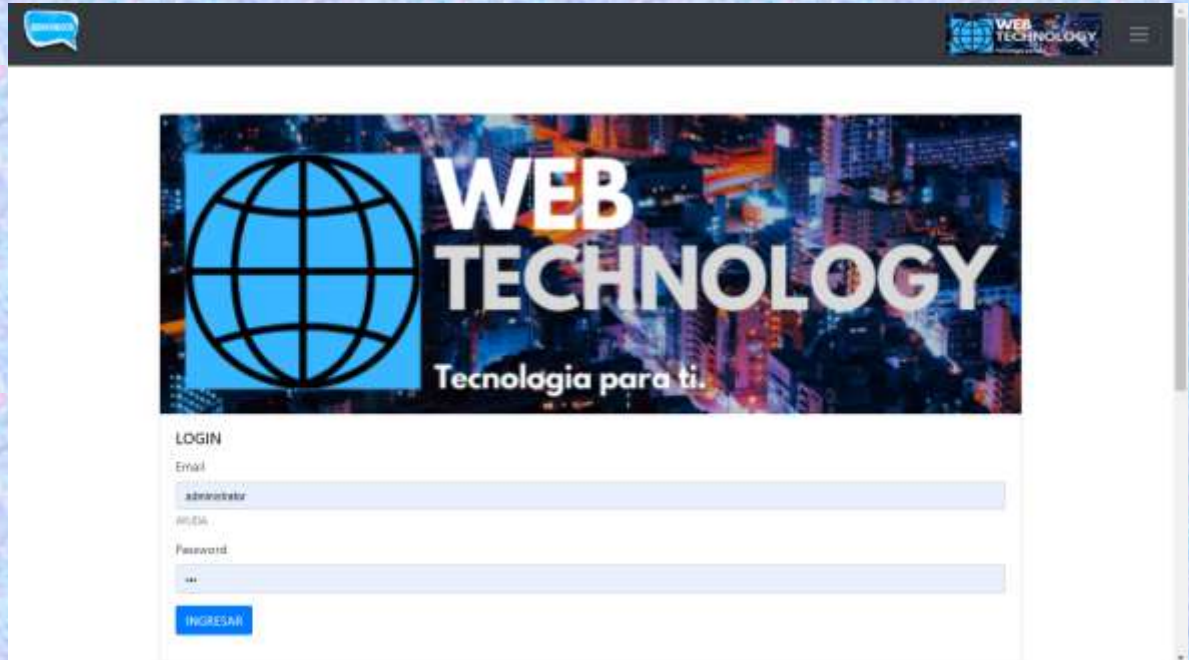 WEB
TECHNOLOGY
WEB
TECHNOLOGY
Tecnologia para ti.
LOGIN
Email
administrator
AYUDA
Password
INGRESAR